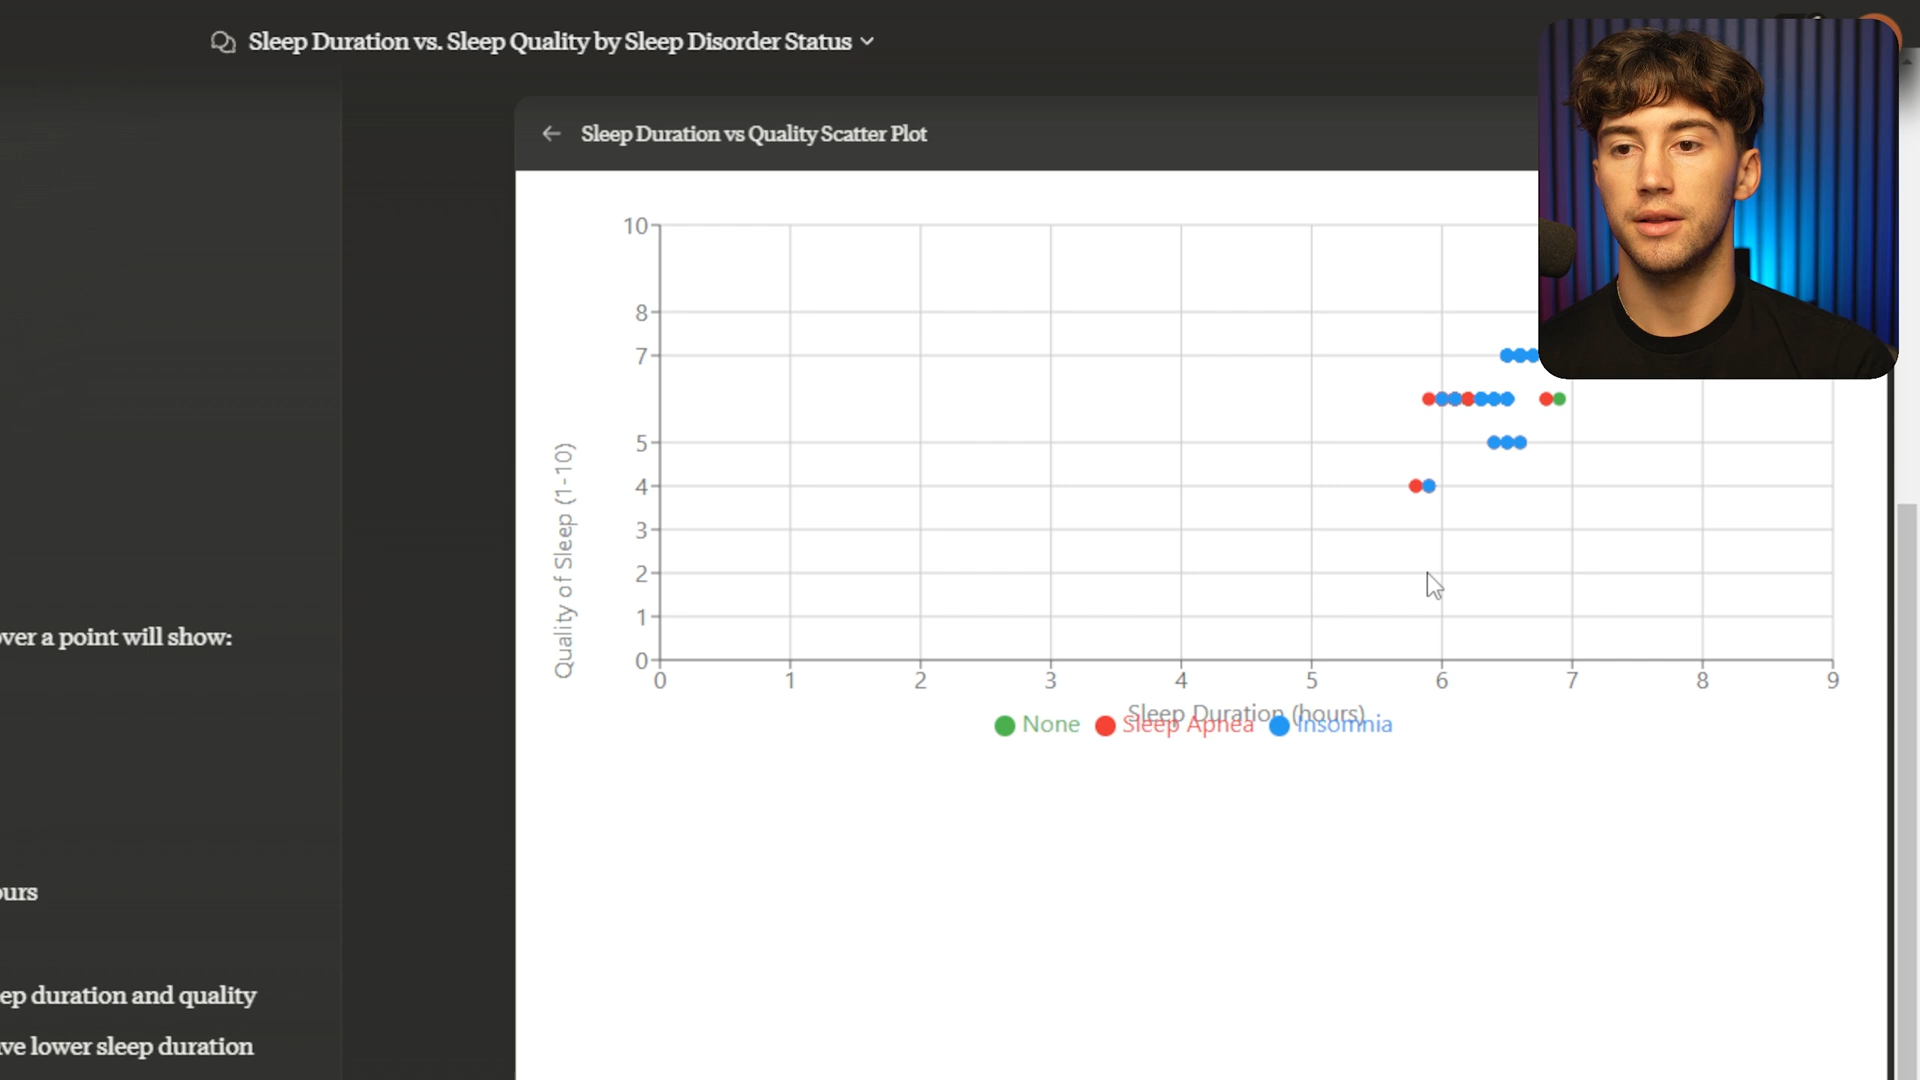 Sleep Duration vs. Sleep Quality by Sleep Disorder Status
Sleep Duration vs Quality Scatter Plot
10
8
7
5
4
3
2
1
0
Quality of Sleep (1-10)
0 1 2 3 4 5 6 7 8 9
Sleep Duration (hours)
None Sleep Apnea Insomnia
over a point will show:
ours
ep duration and quality
ve lower sleep duration